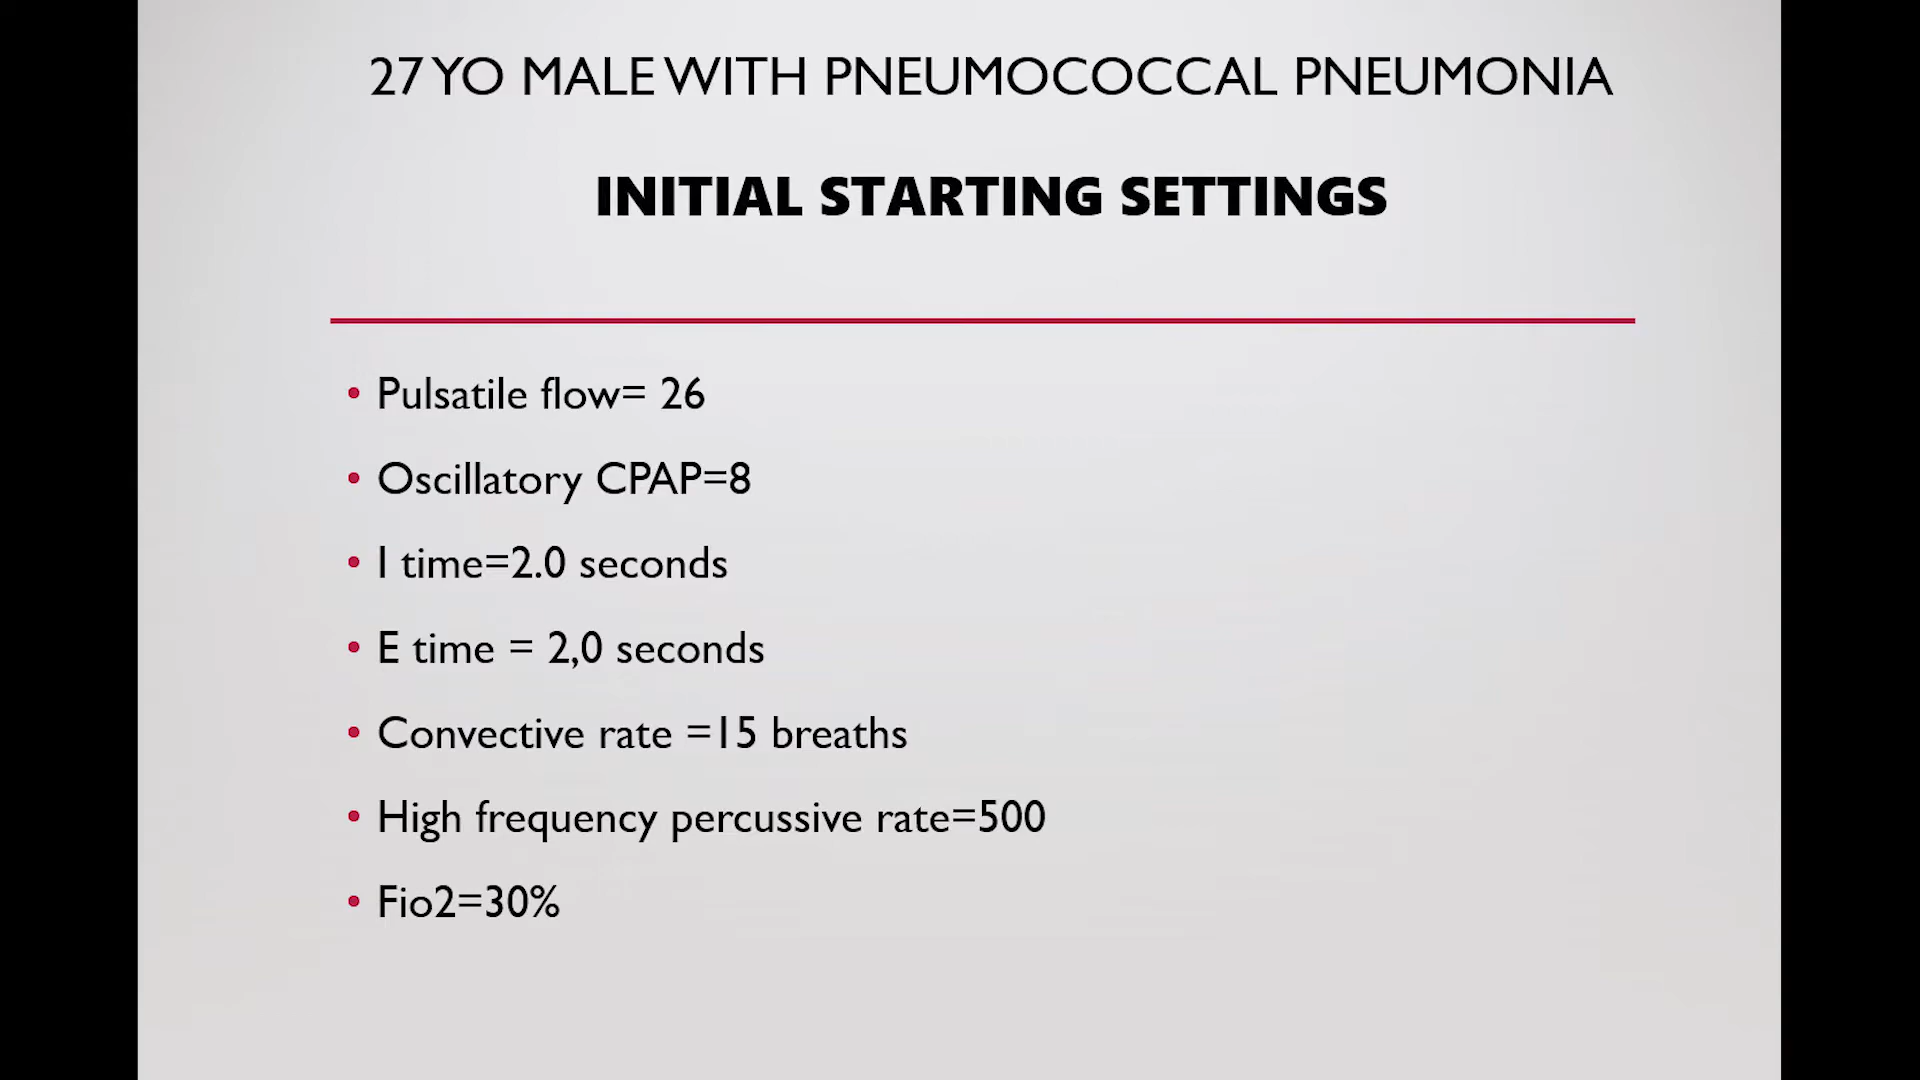 27 YO MALE WITH PNEUMOCOCCAL PNEUMONIA
INITIAL STARTING SETTINGS
• Pulsatile flow= 26
• Oscillatory CPAP=8
• I time=2.0 seconds
• E time = 2,0 seconds
• Convective rate =15 breaths
• High frequency percussive rate=500
• Fio2=30%